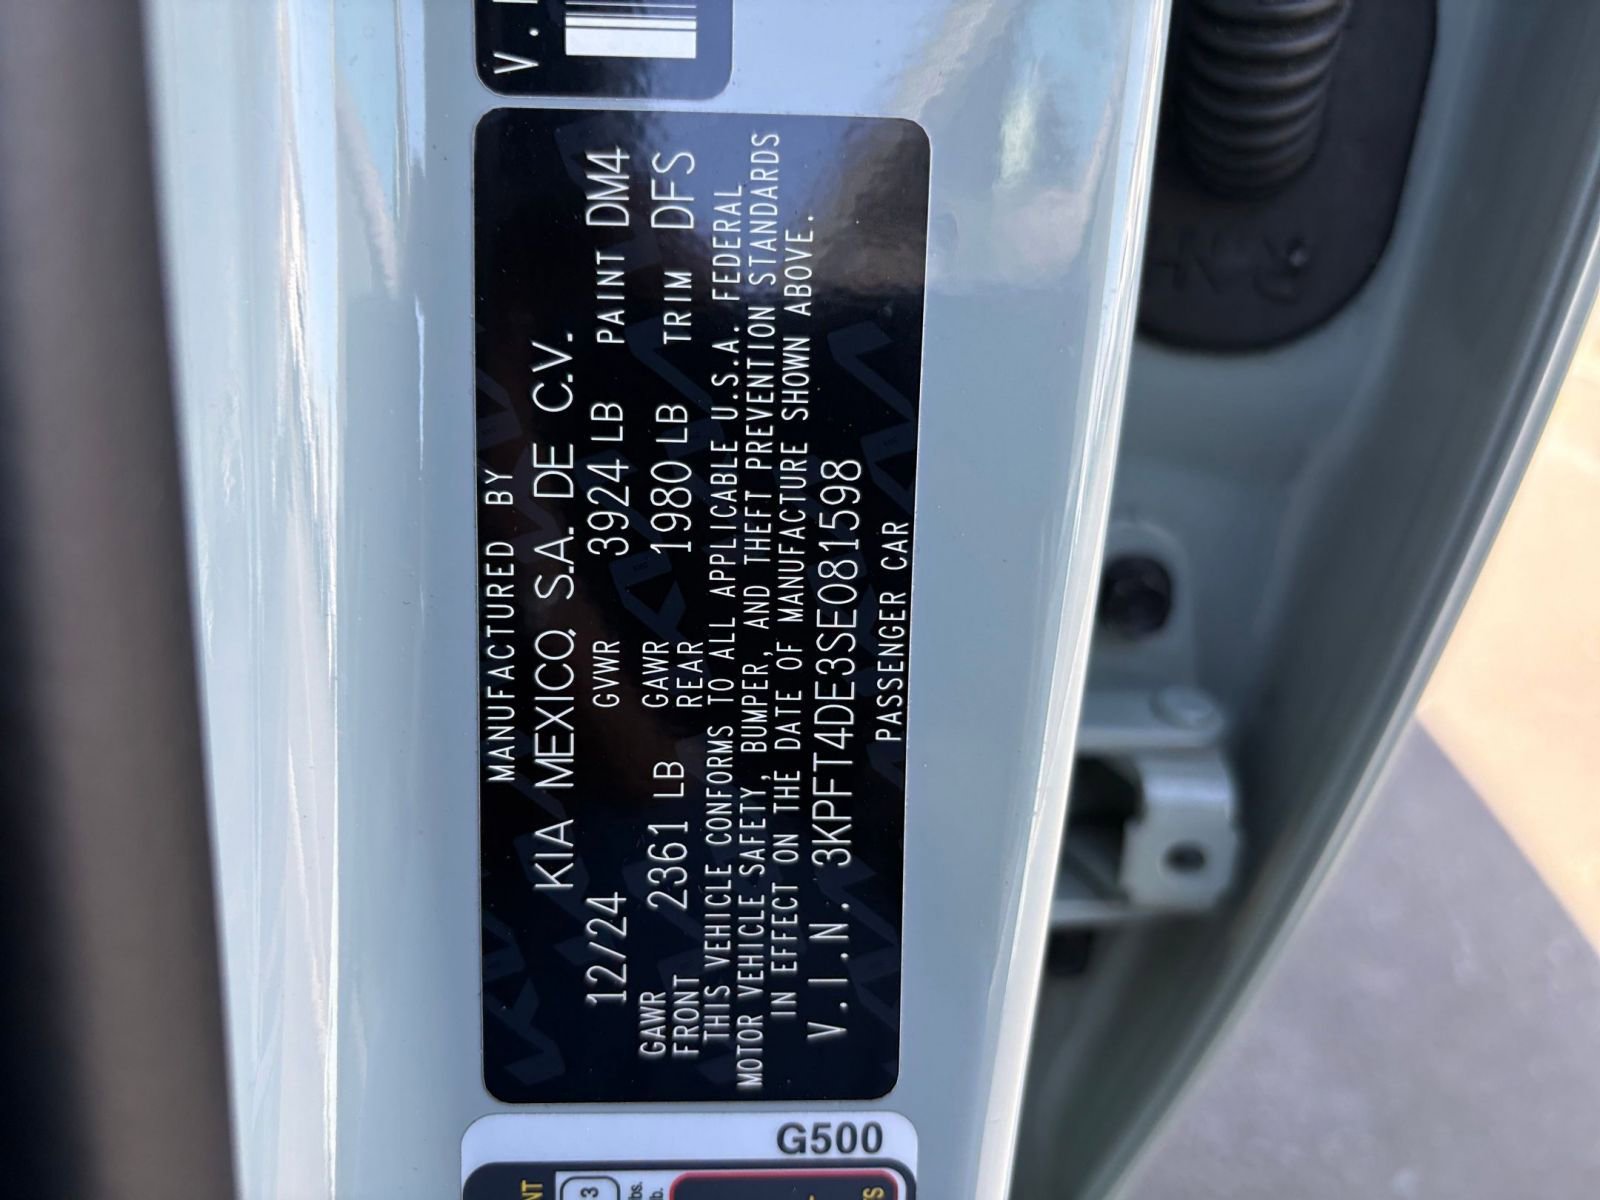 MANUFACTURED BY
KIA MEXICO, S.A. DE C.V.
12/24 GVWR 3924 LB PAINT DM4
GAWR FRONT 2361 LB GAWR REAR 1980 LB TRIM DFS
THIS VEHICLE CONFORMS TO ALL APPLICABLE U.S.A. FEDERAL
MOTOR VEHICLE SAFETY, BUMPER, AND THEFT PREVENTION STANDARDS
IN EFFECT ON THE DATE OF MANUFACTURE SHOWN ABOVE.
V.I.N. 3KPFT4DE3SE081598
PASSENGER CAR
G500